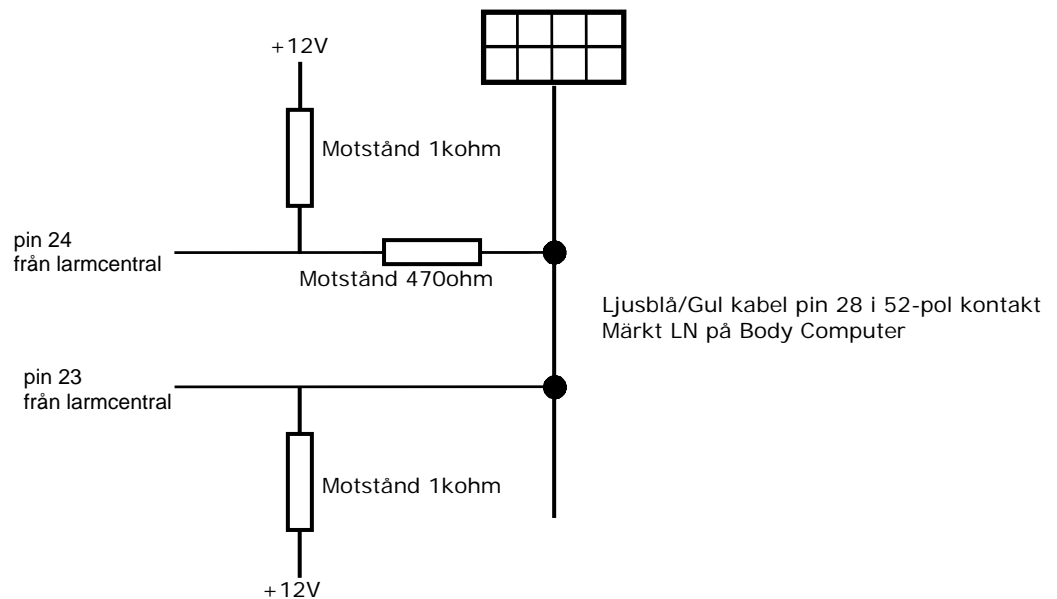 +12V
Motstånd 1kohm
pin 24
från larmcentral
Motstånd 470ohm
Ljusblå/Gul kabel pin 28 i 52-pol kontakt
Märkt LN på Body Computer
pin 23
från larmcentral
Motstånd 1kohm
+12V